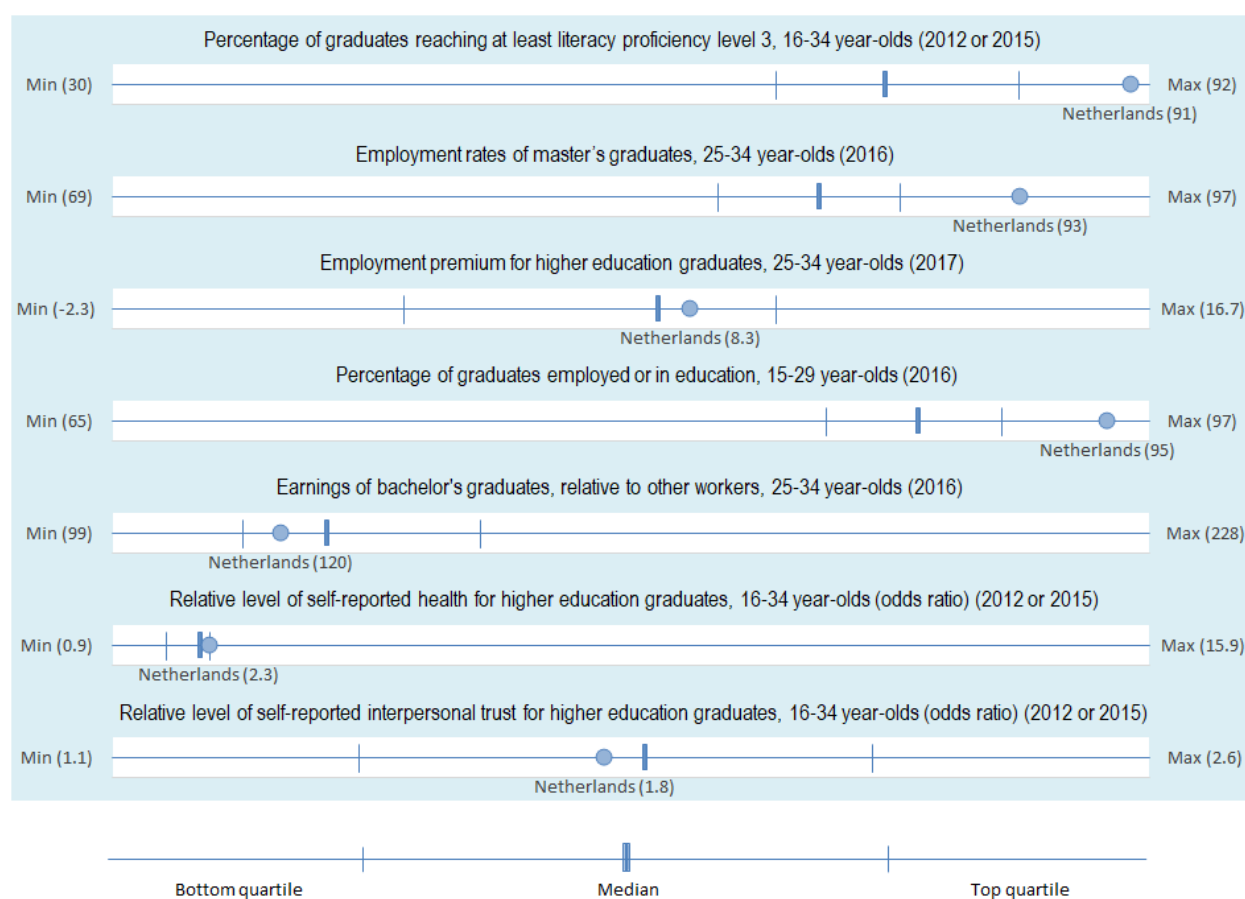 Percentage of graduates reaching at least literacy proficiency level 3, 16-34 year-olds (2012 or 2015)
Min (30) Max (92)
Netherlands (91)
Employment rates of master's graduates, 25-34 year-olds (2016)
Min (69) Max (97)
Netherlands (93)
Employment premium for higher education graduates, 25-34 year-olds (2017)
Min (-2.3) Max (16.7)
Netherlands (8.3)
Percentage of graduates employed or in education, 15-29 year-olds (2016)
Min (65) Max (97)
Netherlands (95)
Earnings of bachelor's graduates, relative to other workers, 25-34 year-olds (2016)
Min (99) Max (228)
Netherlands (120)
Relative level of self-reported health for higher education graduates, 16-34 year-olds (odds ratio) (2012 or 2015)
Min (0.9) Max (15.9)
Netherlands (2.3)
Relative level of self-reported interpersonal trust for higher education graduates, 16-34 year-olds (odds ratio) (2012 or 2015)
Min (1.1) Max (2.6)
Netherlands (1.8)
Bottom quartile Median Top quartile